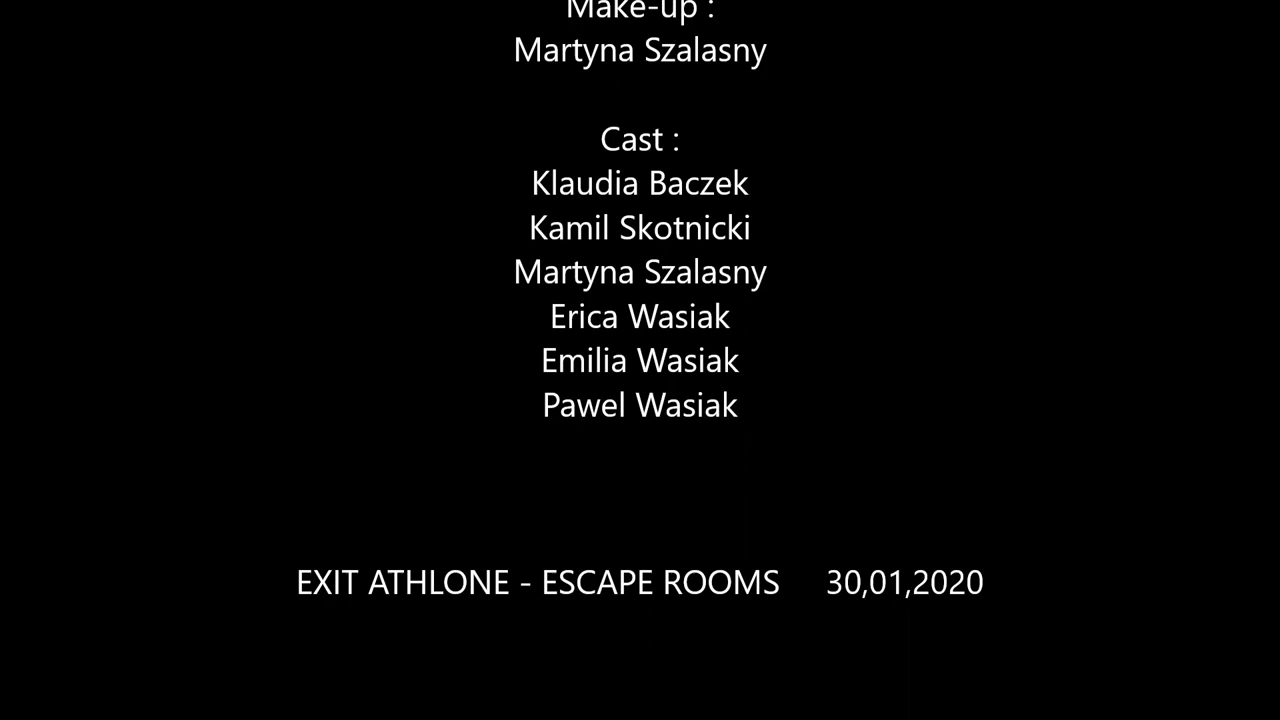 Make-up :
Martyna Szalasny
Cast :
Klaudia Baczek
Kamil Skotnicki
Martyna Szalasny
Erica Wasiak
Emilia Wasiak
Pawel Wasiak
EXIT ATHLONE - ESCAPE ROOMS 30,01,2020